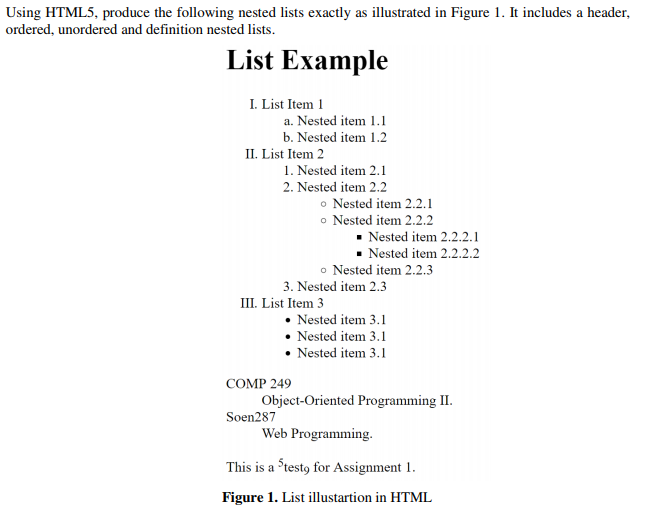 Using HTML5, produce the following nested lists exactly as illustrated in Figure 1. It includes a header,
ordered, unordered and definition nested lists.
List Example
I. List Item 1
a. Nested item 1.1
b. Nested item 1.2
II. List Item 2
1. Nested item 2.1
2. Nested item 2.2
○ Nested item 2.2.1
○ Nested item 2.2.2
▪ Nested item 2.2.2.1
▪ Nested item 2.2.2.2
○ Nested item 2.2.3
3. Nested item 2.3
III. List Item 3
• Nested item 3.1
• Nested item 3.1
• Nested item 3.1
COMP 249
Object-Oriented Programming II.
Soen287
Web Programming.
This is a ⁵test₉ for Assignment 1.
Figure 1. List illustartion in HTML